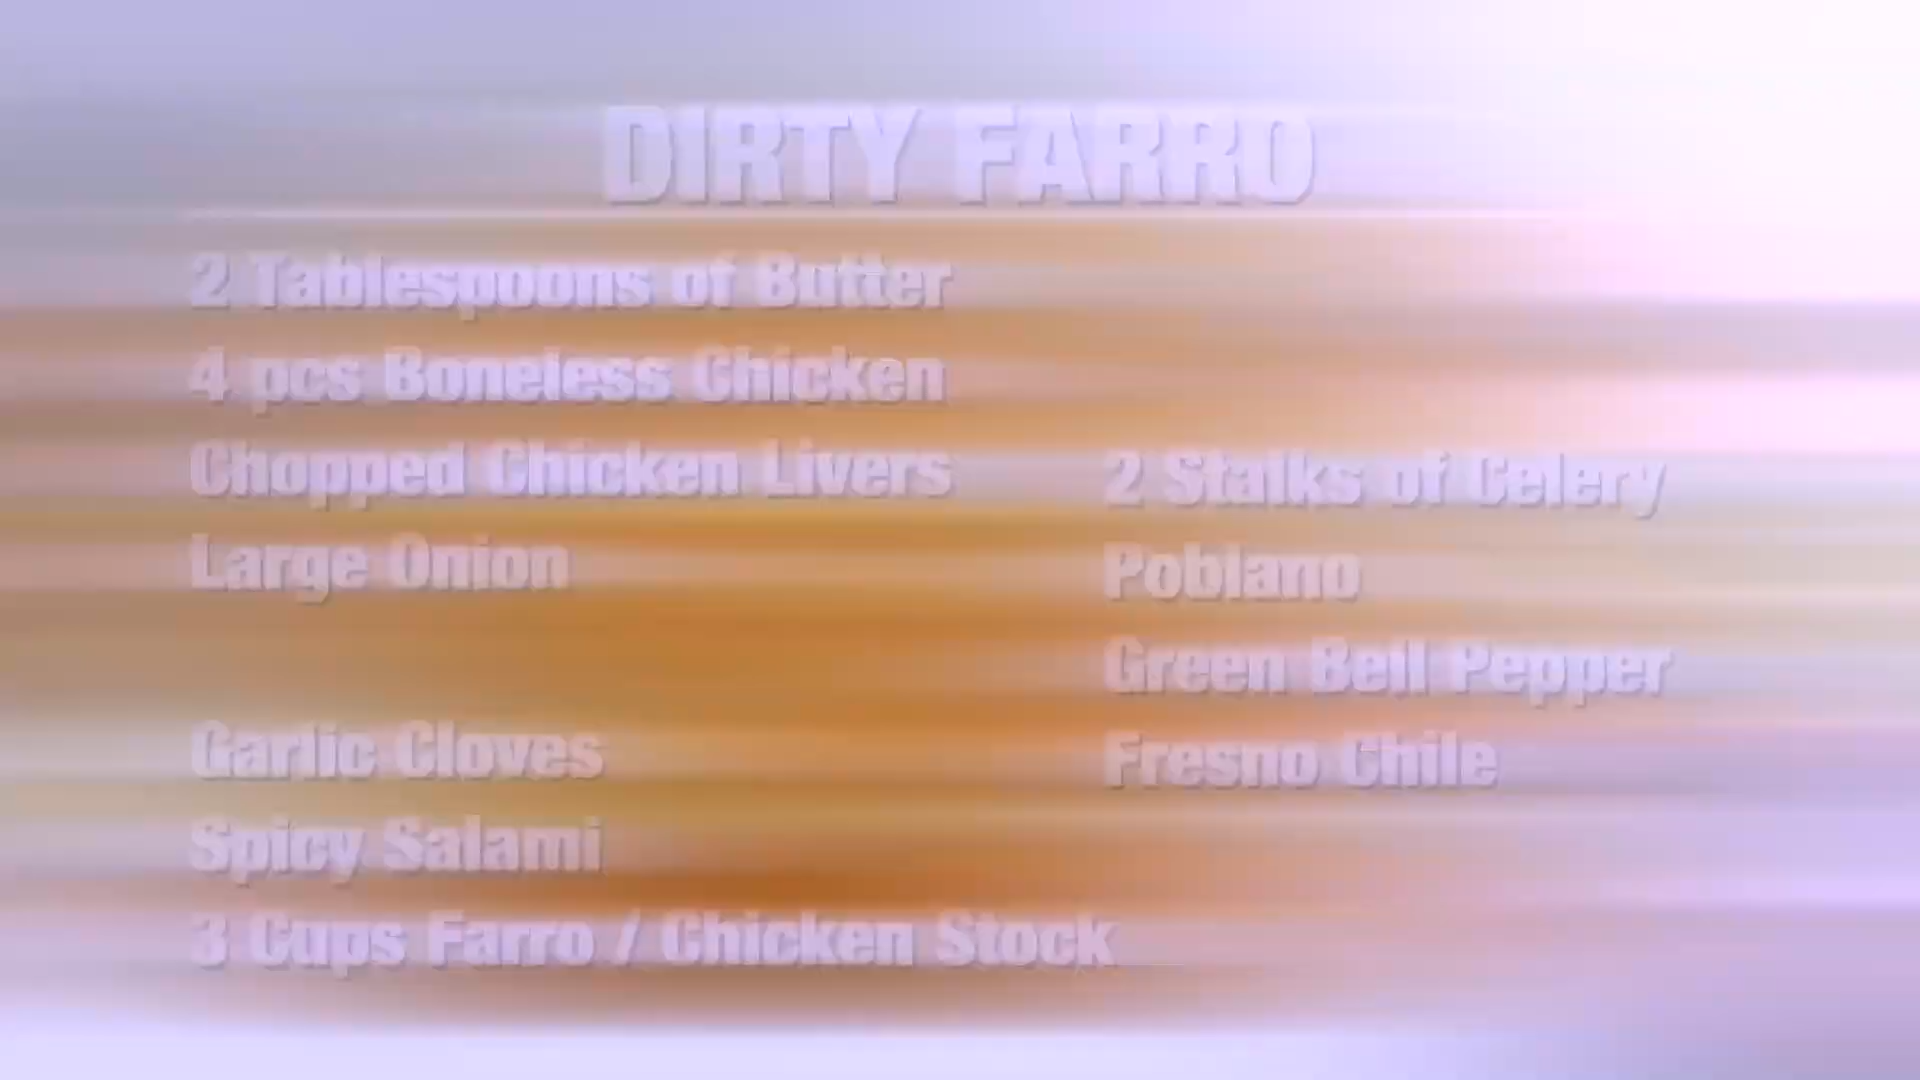 DIRTY FARRO
2 Tablespoons of Butter
4 pcs Boneless Chicken
Chopped Chicken Livers
Large Onion
Garlic Cloves
Spicy Salami
3 Cups Farro / Chicken Stock
2 Stalks of Celery
Poblano
Green Bell Pepper
Fresno Chile